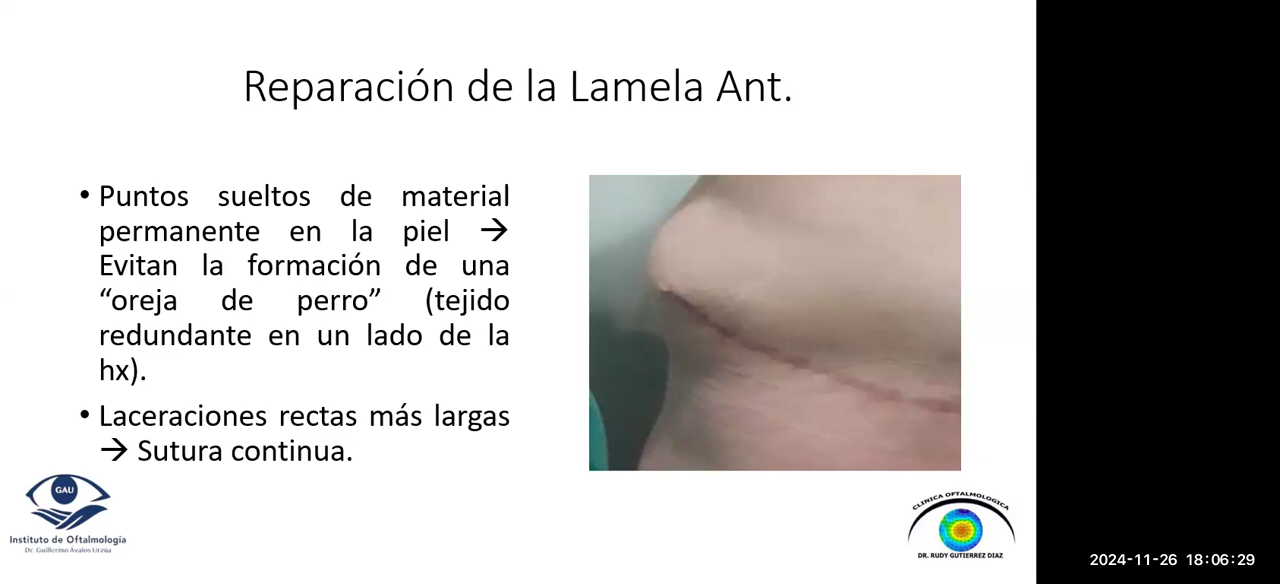 Reparación de la Lamela Ant.
• Puntos sueltos de material
permanente en la piel →
Evitan la formación de una
“oreja de perro” (tejido
redundante en un lado de la
hx).
• Laceraciones rectas más largas
→ Sutura continua.
GAU
Instituto de Oftalmología
Dr. Guillermo Avalos Urzúa
CLINICA OFTALMOLOGICA
DR. RUDY GUTIERREZ DIAZ
2024-11-26 18:06:29